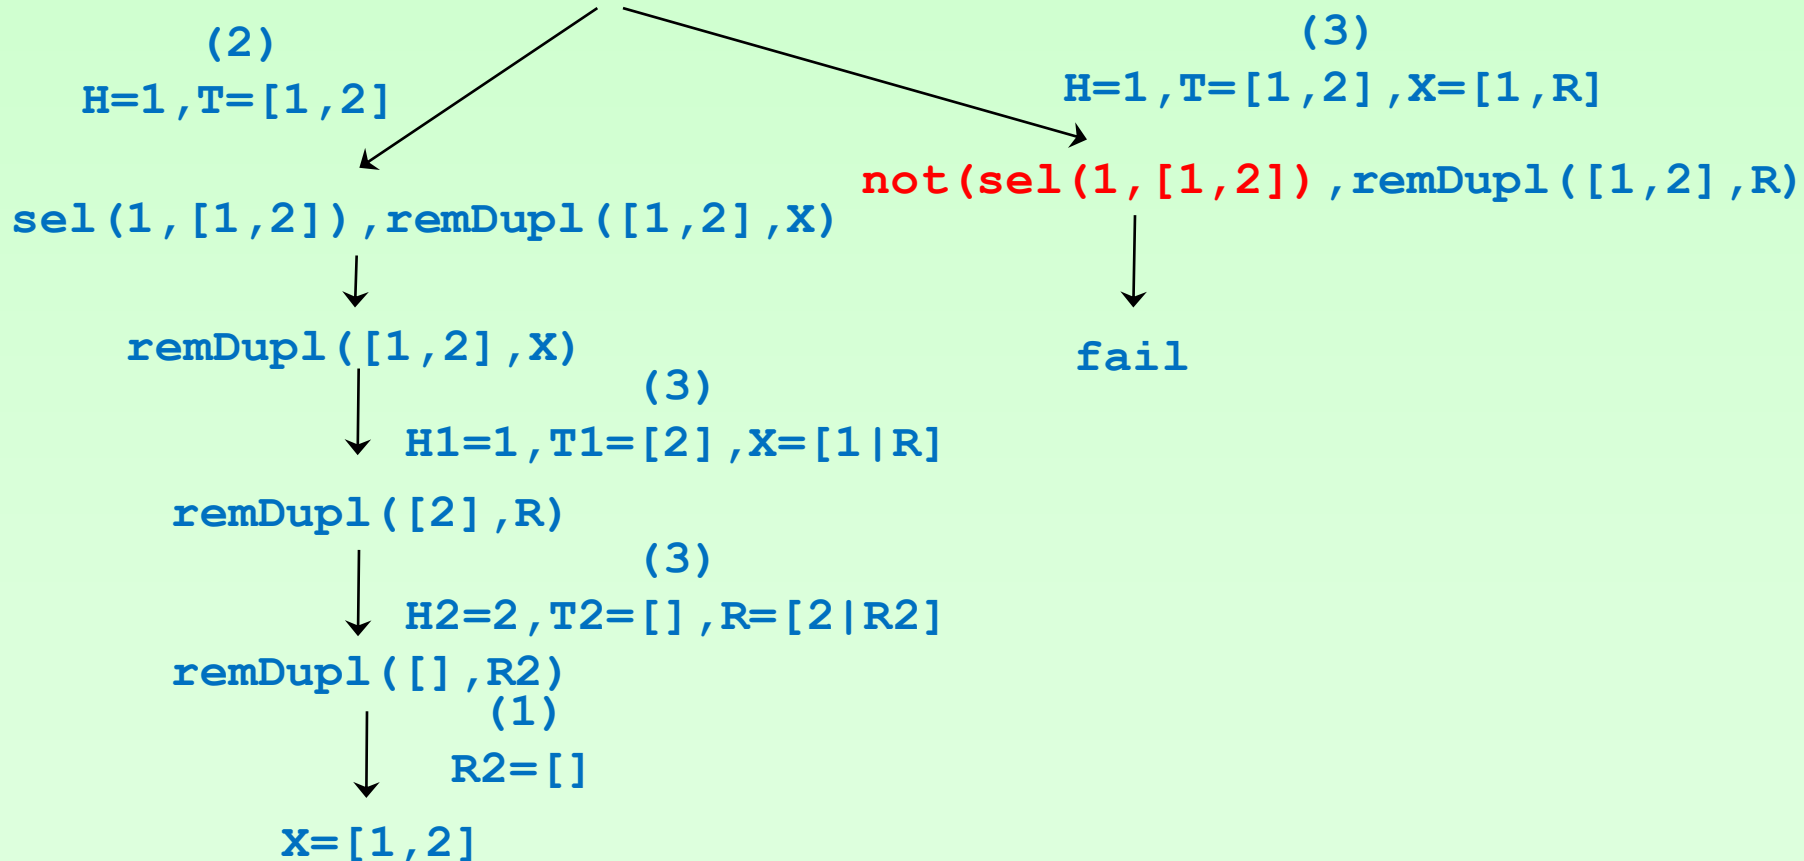 (2)
H=1,T=[1,2]
(3)
H=1,T=[1,2],X=[1,R]
not(sel(1,[1,2]),remDupl([1,2],R)
sel(1,[1,2]),remDupl([1,2],X)
remDupl([1,2],X)
fail
(3)
H1=1,T1=[2],X=[1|R]
remDupl([2],R)
(3)
H2=2,T2=[],R=[2|R2]
remDupl([],R2)
(1)
R2=[]
X=[1,2]